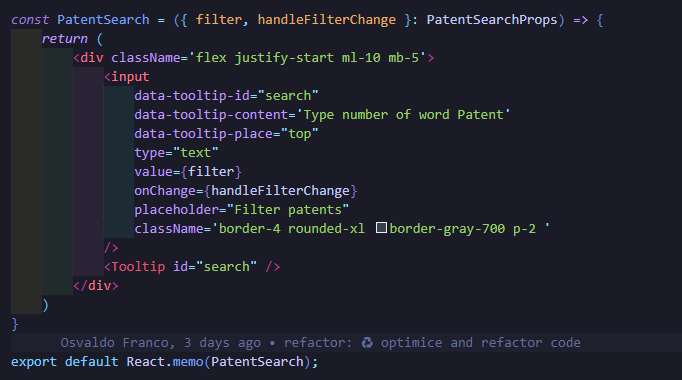 const PatentSearch = ({ filter, handleFilterChange }: PatentSearchProps) => {
    return (
        <div className='flex justify-start ml-10 mb-5'>
            <input
                data-tooltip-id="search"
                data-tooltip-content='Type number of word Patent'
                data-tooltip-place="top"
                type="text"
                value={filter}
                onChange={handleFilterChange}
                placeholder="Filter patents"
                className='border-4 rounded-xl border-gray-700 p-2 '
            />
            <Tooltip id="search" />
        </div>
    )
}
Osvaldo Franco, 3 days ago • refactor: ♻ optimice and refactor code
export default React.memo(PatentSearch);